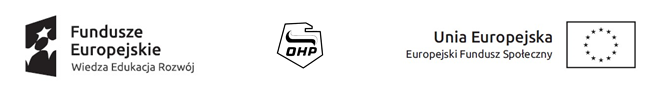 Fundusze
Europejskie
Wiedza Edukacja Rozwój
OHP
Unia Europejska
Europejski Fundusz Społeczny